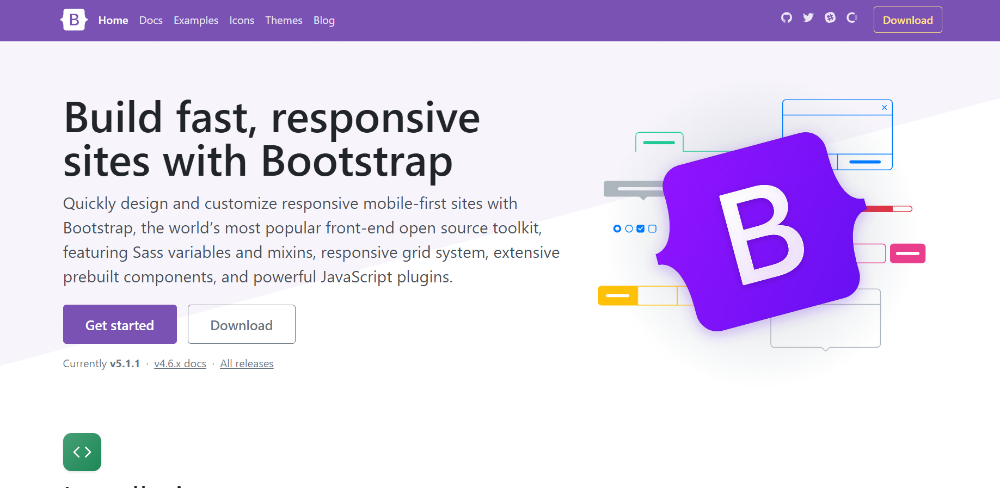 B Home Docs Examples Icons Themes Blog Download
Build fast, responsive
sites with Bootstrap
Quickly design and customize responsive mobile-first sites with
Bootstrap, the world’s most popular front-end open source toolkit,
featuring Sass variables and mixins, responsive grid system, extensive
prebuilt components, and powerful JavaScript plugins.
Get started Download
Currently v5.1.1 · v4.6.x docs · All releases
B